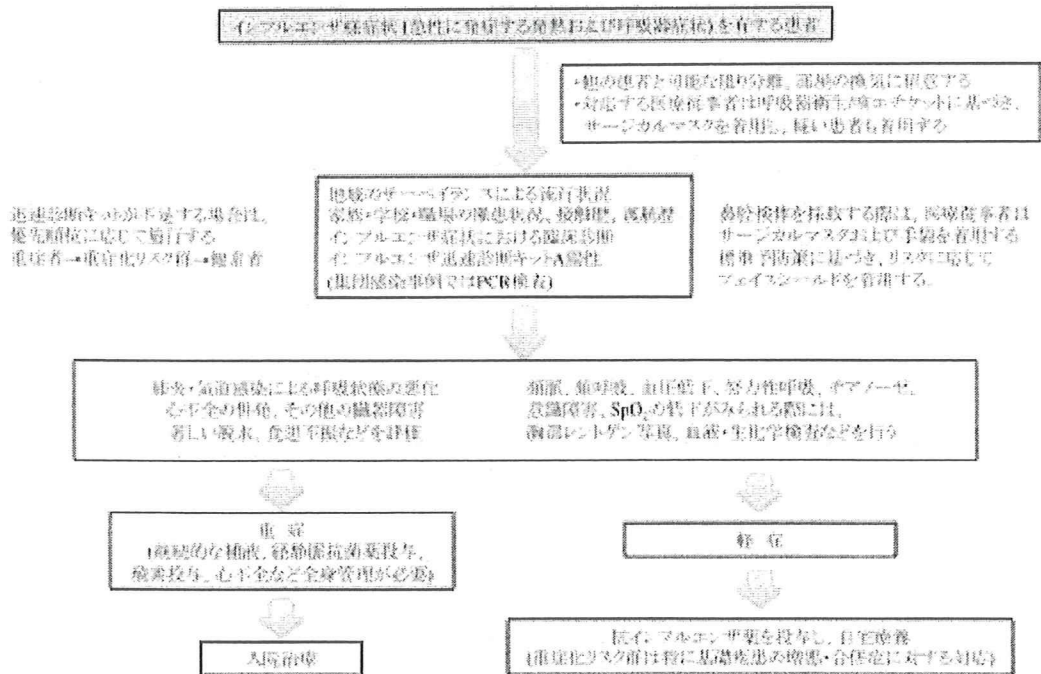 インフルエンザ様症状(急性に発症する発熱および呼吸器症状)を有する患者
・他の患者と可能な限り分離、部屋の換気に留意する
・対応する医療従事者は呼吸器衛生/咳エチケットに基づき、
サージカルマスクを着用し、疑い患者も着用する
地域のサーベイランスによる流行状況
家族・学校・職場の罹患状況、接触歴、渡航歴
インフルエンザ症状における臨床診断
インフルエンザ迅速診断キットA陽性
(集団感染事例ではPCR検査)
迅速診断キットが不足する場合は、
優先順位に応じて施行する
重症者→重症化リスク群→健常者
鼻腔検体を採取する際は、医療従事者は
サージカルマスクおよび手袋を着用する
標準予防策に基づき、リスクに応じて
フェイスシールドを着用する。
肺炎・気道感染による呼吸状態の悪化
心不全の併発、その他の臓器障害
著しい脱水、食思不振などを評価
頻脈、頻呼吸、血圧低下、努力性呼吸、チアノーゼ、
意識障害、SpO₂の低下がみられる際には、
胸部レントゲン写真、血液・生化学検査などを行う
重症
(継続的な補液、経静脈抗菌薬投与、
酸素投与、心不全など全身管理が必要)
軽症
入院治療
抗インフルエンザ薬を投与し、自宅療養
(重症化リスク群は特に基礎疾患の増悪・合併症に対する対応)